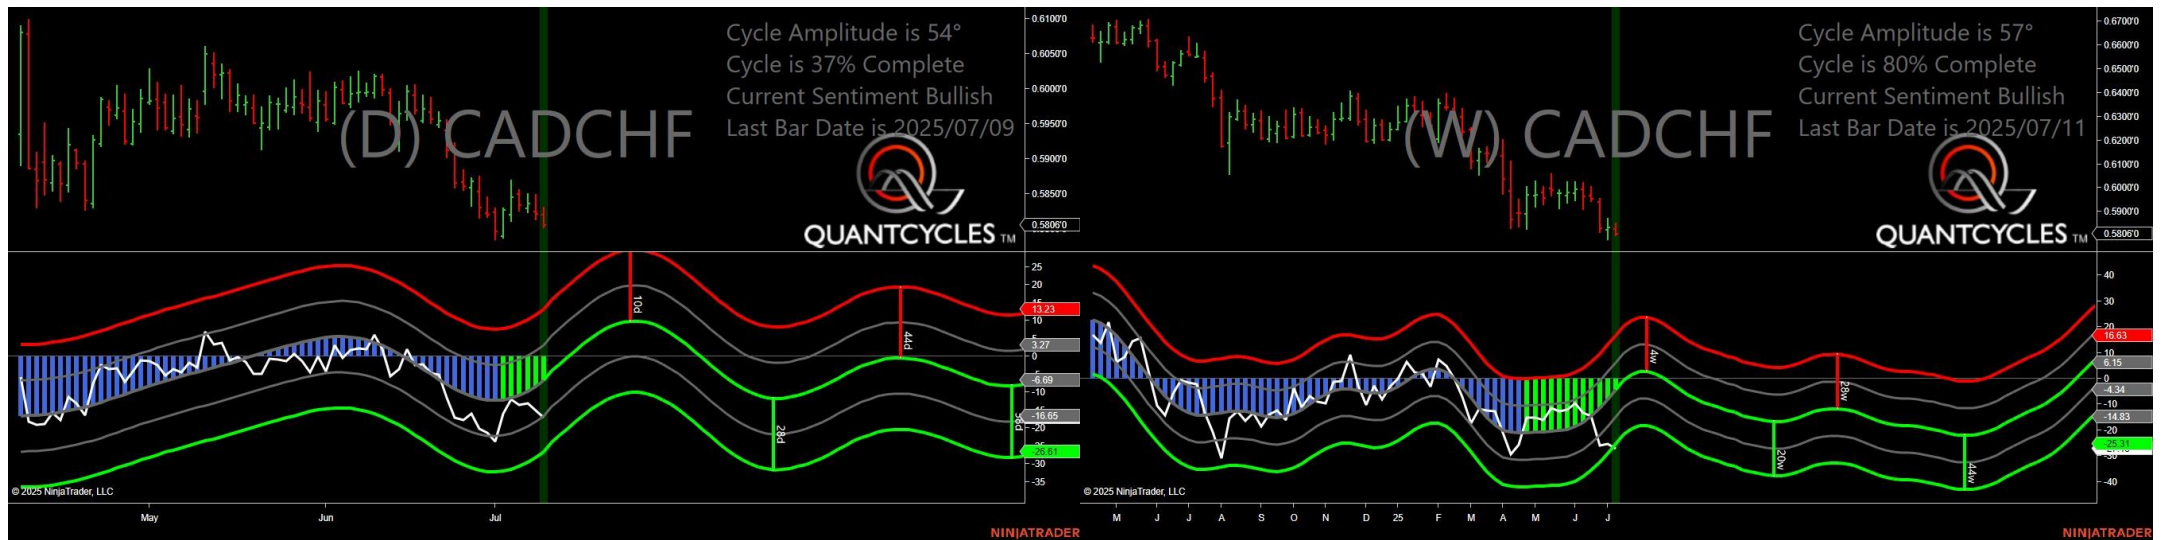 Cycle Amplitude is 54°
Cycle is 37% Complete
Current Sentiment Bullish
Last Bar Date is 2025/07/09
(D) CADCHF
QUANTCYCLES TM
0.6100'0
0.6050'0
0.6000'0
0.5950'0
0.5900'0
0.5850'0
0.5806'0
25
20
13.23
10
5
3.27
0
-6.69
-10
-16.65
-20
-26.61
-30
-35
10d
44d
28d
© 2025 NinjaTrader, LLC
May Jun Jul
NINJATRADER
Cycle Amplitude is 57°
Cycle is 80% Complete
Current Sentiment Bullish
Last Bar Date is 2025/07/11
(W) CADCHF
QUANTCYCLES TM
0.6700'0
0.6600'0
0.6500'0
0.6400'0
0.6300'0
0.6200'0
0.6100'0
0.6000'0
0.5900'0
0.5806'0
40
30
20
16.63
10
6.15
0
-4.34
-10
-14.83
-25.31
-30
-40
4w
28w
20w
44w
© 2025 NinjaTrader, LLC
M J J A S O N D 25 F M A M J J
NINJATRADER